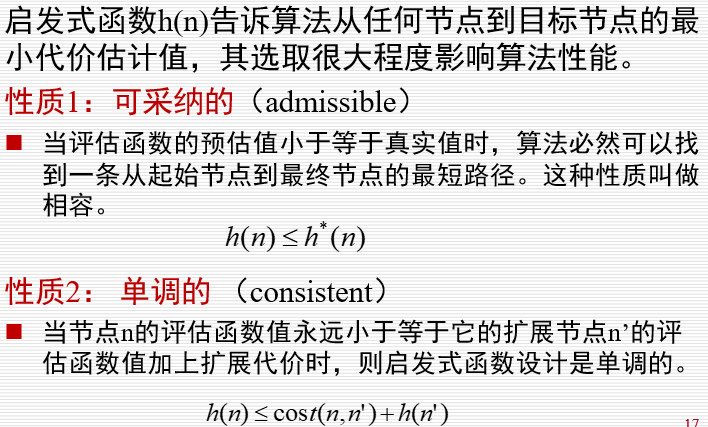 启发式函数h(n)告诉算法从任何节点到目标节点的最
小代价估计值，其选取很大程度影响算法性能。
性质1：可采纳的（admissible）
■ 当评估函数的预估值小于等于真实值时，算法必然可以找
到一条从起始节点到最终节点的最短路径。这种性质叫做
相容。
h(n) ≤ h*(n)
性质2： 单调的 （consistent）
■ 当节点n的评估函数值永远小于等于它的扩展节点n’的评
估函数值加上扩展代价时，则启发式函数设计是单调的。
h(n) ≤ cost(n,n') + h(n')
17